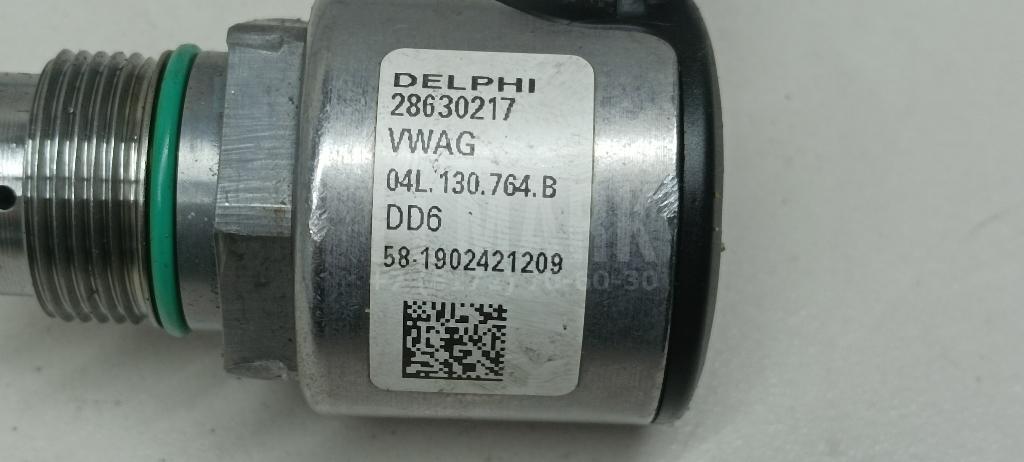 DELPHI
28630217
VWAG
04L.130.764.B
DD6
58-1902421209